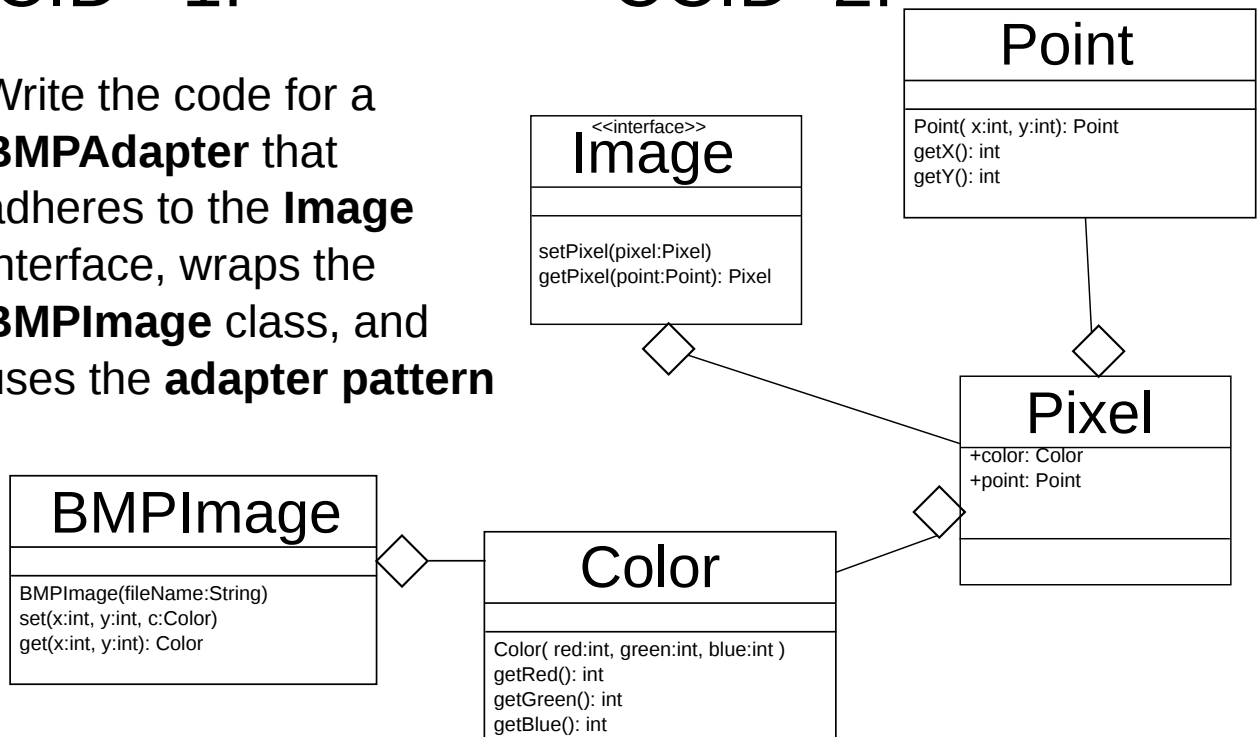 Write the code for a
BMPAdapter that
adheres to the Image
interface, wraps the
BMPImage class, and
uses the adapter pattern
Point
Point( x:int, y:int): Point
getX(): int
getY(): int
<<interface>>
Image
setPixel(pixel:Pixel)
getPixel(point:Point): Pixel
Pixel
+color: Color
+point: Point
BMPImage
BMPImage(fileName:String)
set(x:int, y:int, c:Color)
get(x:int, y:int): Color
Color
Color( red:int, green:int, blue:int )
getRed(): int
getGreen(): int
getBlue(): int